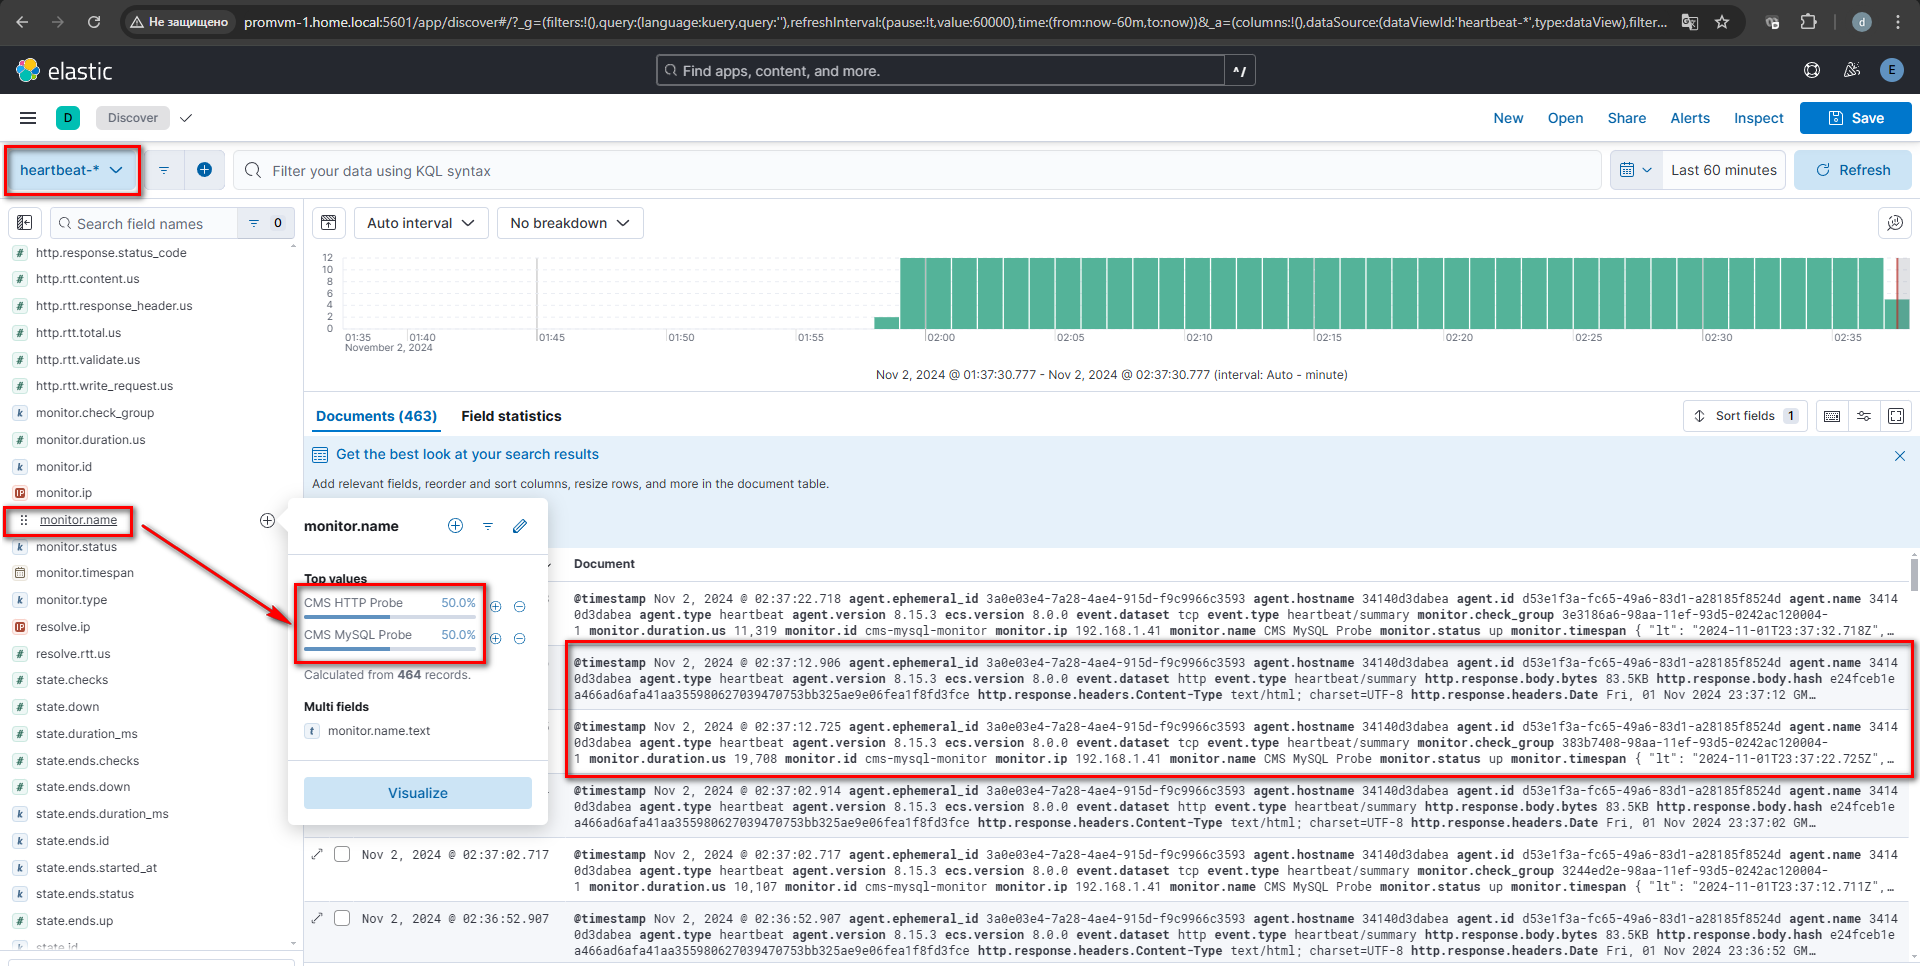 Не защищено
promvm-1.home.local:5601/app/discover#/?_g=(filters:!(),query:(language:kuery,query:''),refreshInterval:(pause:!t,value:60000),time:(from:now-60m,to:now))&_a=(columns:!(),dataSource:(dataViewId:'heartbeat-*',type:dataView),filter...
d
elastic
Find apps, content, and more.
^/
E
D
Discover
New
Open
Share
Alerts
Inspect
Save
heartbeat-*
Filter your data using KQL syntax
Last 60 minutes
Refresh
Search field names
0
Auto interval
No breakdown
http.response.status_code
http.rtt.content.us
http.rtt.response_header.us
http.rtt.total.us
http.rtt.validate.us
http.rtt.write_request.us
monitor.check_group
monitor.duration.us
monitor.id
monitor.ip
monitor.name
monitor.status
monitor.timespan
monitor.type
resolve.ip
resolve.rtt.us
state.checks
state.down
state.duration_ms
state.ends.checks
state.ends.down
state.ends.duration_ms
state.ends.id
state.ends.started_at
state.ends.status
state.ends.up
state.id
12
10
8
6
4
2
0
01:35 01:40 01:45 01:50 01:55 02:00 02:05 02:10 02:15 02:20 02:25 02:30 02:35
November 2, 2024
Nov 2, 2024 @ 01:37:30.777 - Nov 2, 2024 @ 02:37:30.777 (interval: Auto - minute)
Documents (463)
Field statistics
Sort fields 1
Get the best look at your search results
Add relevant fields, reorder and sort columns, resize rows, and more in the document table.
monitor.name
Top values
CMS HTTP Probe 50.0%
CMS MySQL Probe 50.0%
Calculated from 464 records.
Multi fields
t monitor.name.text
Visualize
Document
@timestamp Nov 2, 2024 @ 02:37:22.718 agent.ephemeral_id 3a0e03e4-7a28-4ae4-915d-f9c9966c3593 agent.hostname 34140d3dabea agent.id d53e1f3a-fc65-49a6-83d1-a28185f8524d agent.name 3414
0d3dabea agent.type heartbeat agent.version 8.15.3 ecs.version 8.0.0 event.dataset tcp event.type heartbeat/summary monitor.check_group 3e3186a6-98aa-11ef-93d5-0242ac120004-
1 monitor.duration.us 11,319 monitor.id cms-mysql-monitor monitor.ip 192.168.1.41 monitor.name CMS MySQL Probe monitor.status up monitor.timespan { "lt": "2024-11-01T23:37:32.718Z",…
@timestamp Nov 2, 2024 @ 02:37:12.906 agent.ephemeral_id 3a0e03e4-7a28-4ae4-915d-f9c9966c3593 agent.hostname 34140d3dabea agent.id d53e1f3a-fc65-49a6-83d1-a28185f8524d agent.name 3414
0d3dabea agent.type heartbeat agent.version 8.15.3 ecs.version 8.0.0 event.dataset http event.type heartbeat/summary http.response.body.bytes 83.5KB http.response.body.hash e24fceb1e
a466ad6afa41aa355980627039470753bb325ae9e06fea1f8fd3fce http.response.headers.Content-Type text/html; charset=UTF-8 http.response.headers.Date Fri, 01 Nov 2024 23:37:12 GM…
@timestamp Nov 2, 2024 @ 02:37:12.725 agent.ephemeral_id 3a0e03e4-7a28-4ae4-915d-f9c9966c3593 agent.hostname 34140d3dabea agent.id d53e1f3a-fc65-49a6-83d1-a28185f8524d agent.name 3414
0d3dabea agent.type heartbeat agent.version 8.15.3 ecs.version 8.0.0 event.dataset tcp event.type heartbeat/summary monitor.check_group 383b7408-98aa-11ef-93d5-0242ac120004-
1 monitor.duration.us 19,708 monitor.id cms-mysql-monitor monitor.ip 192.168.1.41 monitor.name CMS MySQL Probe monitor.status up monitor.timespan { "lt": "2024-11-01T23:37:22.725Z",…
@timestamp Nov 2, 2024 @ 02:37:02.914 agent.ephemeral_id 3a0e03e4-7a28-4ae4-915d-f9c9966c3593 agent.hostname 34140d3dabea agent.id d53e1f3a-fc65-49a6-83d1-a28185f8524d agent.name 3414
0d3dabea agent.type heartbeat agent.version 8.15.3 ecs.version 8.0.0 event.dataset http event.type heartbeat/summary http.response.body.bytes 83.5KB http.response.body.hash e24fceb1e
a466ad6afa41aa355980627039470753bb325ae9e06fea1f8fd3fce http.response.headers.Content-Type text/html; charset=UTF-8 http.response.headers.Date Fri, 01 Nov 2024 23:37:02 GM…
Nov 2, 2024 @ 02:37:02.717
@timestamp Nov 2, 2024 @ 02:37:02.717 agent.ephemeral_id 3a0e03e4-7a28-4ae4-915d-f9c9966c3593 agent.hostname 34140d3dabea agent.id d53e1f3a-fc65-49a6-83d1-a28185f8524d agent.name 3414
0d3dabea agent.type heartbeat agent.version 8.15.3 ecs.version 8.0.0 event.dataset tcp event.type heartbeat/summary monitor.check_group 3244ed2e-98aa-11ef-93d5-0242ac120004-
1 monitor.duration.us 10,107 monitor.id cms-mysql-monitor monitor.ip 192.168.1.41 monitor.name CMS MySQL Probe monitor.status up monitor.timespan { "lt": "2024-11-01T23:37:12.711Z",…
Nov 2, 2024 @ 02:36:52.907
@timestamp Nov 2, 2024 @ 02:36:52.907 agent.ephemeral_id 3a0e03e4-7a28-4ae4-915d-f9c9966c3593 agent.hostname 34140d3dabea agent.id d53e1f3a-fc65-49a6-83d1-a28185f8524d agent.name 3414
0d3dabea agent.type heartbeat agent.version 8.15.3 ecs.version 8.0.0 event.dataset http event.type heartbeat/summary http.response.body.bytes 83.5KB http.response.body.hash e24fceb1e
a466ad6afa41aa355980627039470753bb325ae9e06fea1f8fd3fce http.response.headers.Content-Type text/html; charset=UTF-8 http.response.headers.Date Fri, 01 Nov 2024 23:36:52 GM…